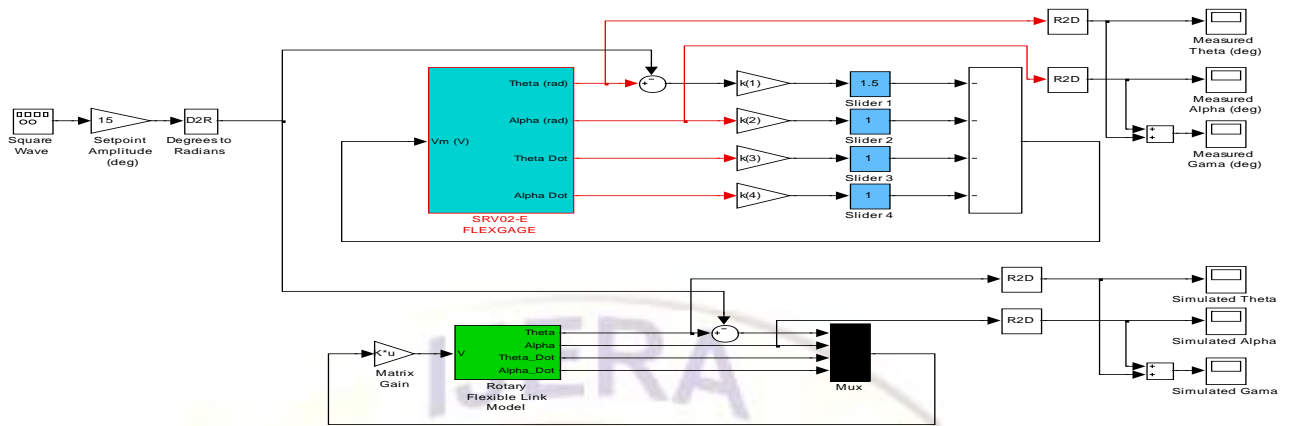 R2D
Measured
Theta (deg)
Theta (rad)
k(1)
1.5
Slider 1
R2D
Measured
Alpha (deg)
Square
Wave
15
Setpoint
Amplitude
(deg)
D2R
Degrees to
Radians
Vm (V)
Alpha (rad)
k(2)
1
Slider 2
Measured
Gama (deg)
Theta Dot
k(3)
1
Slider 3
Alpha Dot
k(4)
1
Slider 4
SRV02-E
FLEXGAGE
R2D
Simulated Theta
R2D
Simulated Alpha
K*u
Matrix
Gain
V
Theta
Alpha
Theta_Dot
Alpha_Dot
Rotary
Flexible Link
Model
Mux
Simulated Gama
IJERA